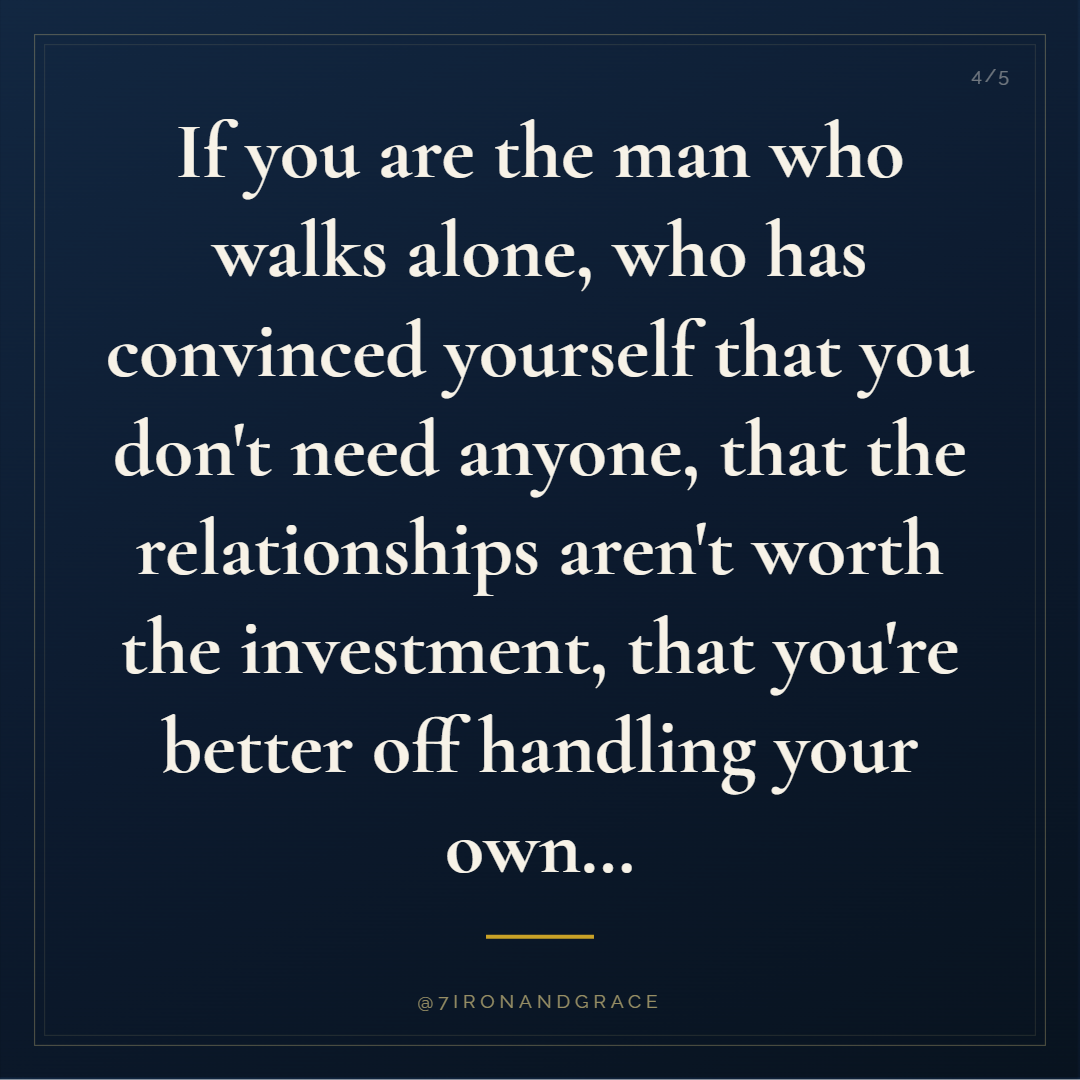 4/5
If you are the man who
walks alone, who has
convinced yourself that you
don't need anyone, that the
relationships aren't worth
the investment, that you're
better off handling your
own...
@7IRONANDGRACE